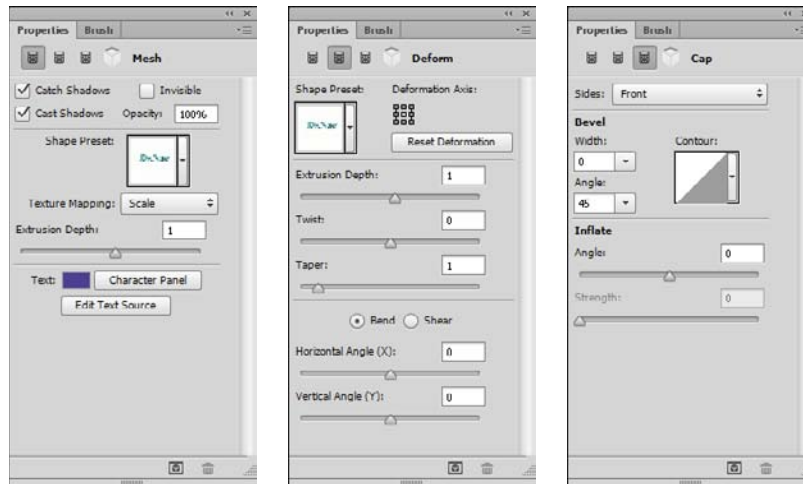 Properties Brush
Mesh
Catch Shadows Invisible
Cast Shadows Opacity: 100%
Shape Preset:
Texture Mapping: Scale
Extrusion Depth: 1
Text: Character Panel
Edit Text Source
Properties Brush
Deform
Shape Preset: Deformation Axis:
Reset Deformation
Extrusion Depth: 1
Twist: 0
Taper: 1
Bend Shear
Horizontal Angle (X): 0
Vertical Angle (Y): 0
Properties Brush
Cap
Sides: Front
Bevel
Width: Contour:
0
Angle:
45
Inflate
Angle: 0
Strength: 0